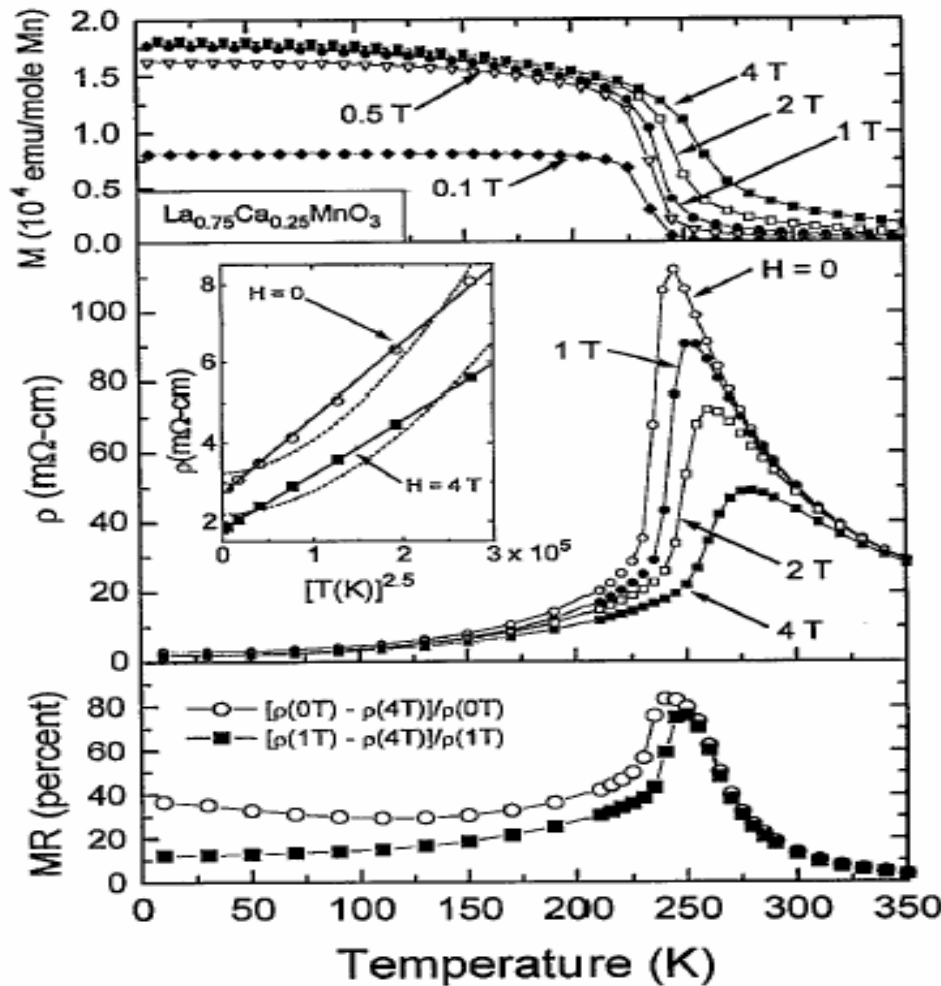 M (10⁴ emu/mole Mn)
2.0
1.5
1.0
0.5
0.0
0.5 T
0.1 T
4 T
2 T
1 T
La₀.₇₅Ca₀.₂₅MnO₃
ρ (mΩ-cm)
100
80
60
40
20
0
H = 0
1 T
2 T
4 T
ρ(mΩ-cm)
8
6
4
2
H = 0
H = 4 T
0 1 2 3 x 10⁵
[T(K)]²·⁵
MR (percent)
80
60
40
20
0
[ρ(0T) - ρ(4T)]/ρ(0T)
[ρ(1T) - ρ(4T)]/ρ(1T)
0 50 100 150 200 250 300 350
Temperature (K)